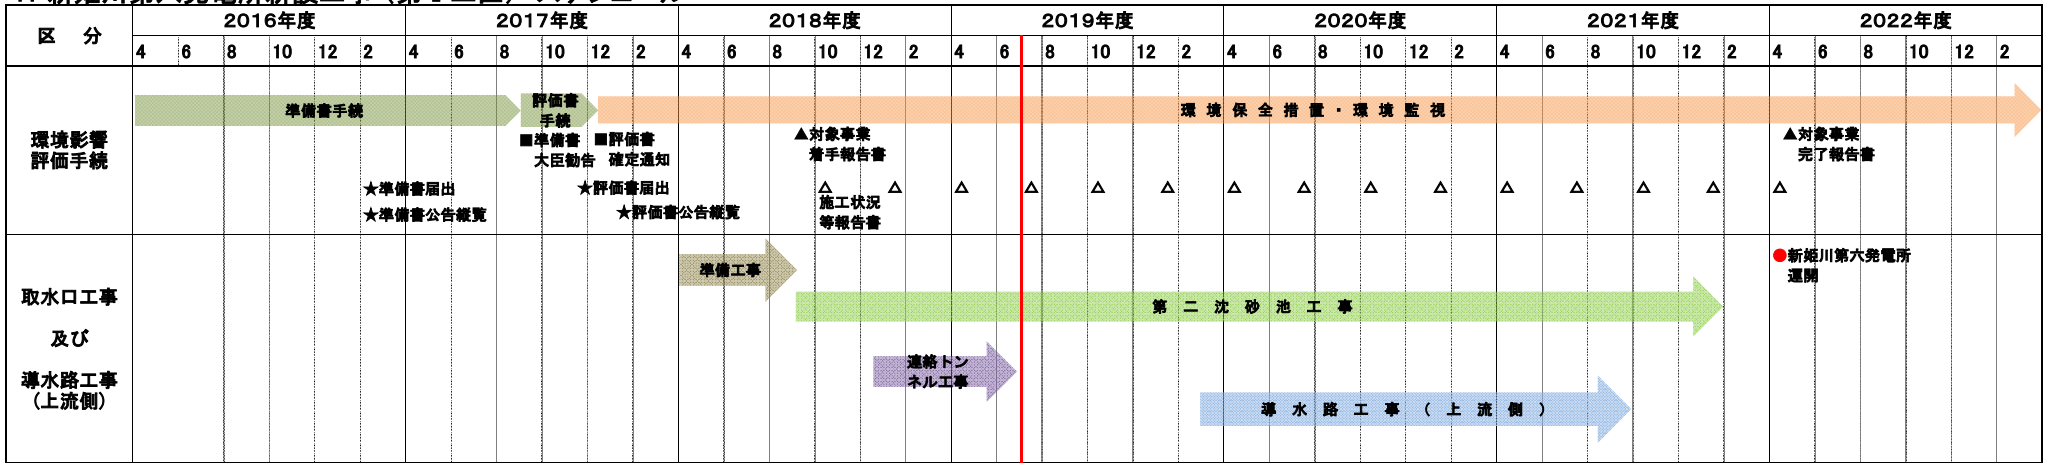 区 分
2016年度 2017年度 2018年度 2019年度 2020年度 2021年度 2022年度
4 6 8 10 12 2 4 6 8 10 12 2 4 6 8 10 12 2 4 6 8 10 12 2 4 6 8 10 12 2 4 6 8 10 12 2 4 6 8 10 12 2
環境影響
評価手続
準備書手続
評価書
手続
環境保全措置・環境監視
■準備書
大臣勧告
■評価書
確定通知
▲対象事業
着手報告書
▲対象事業
完了報告書
★準備書届出
★準備書公告縦覧
★評価書届出
★評価書公告縦覧
△ △ △ △ △ △ △ △ △ △ △ △ △ △ △
施工状況
等報告書
取水口工事
及び
導水路工事
(上流側)
準備工事
第二沈砂池工事
連絡トン
ネル工事
導水路工事(上流側)
●新姫川第六発電所
運開